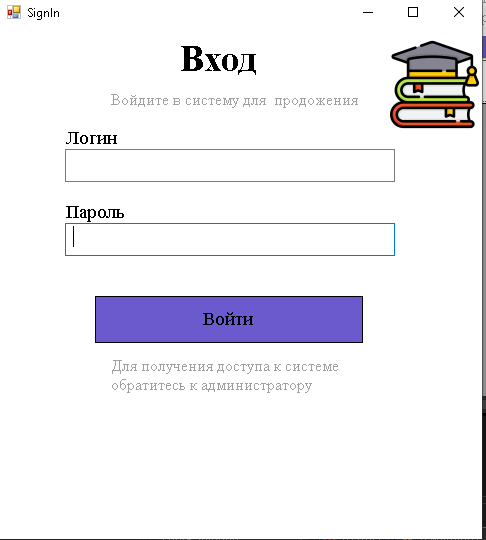 SignIn
Вход
Войдите в систему для  продожения
Логин
Пароль
Войти
Для получения доступа к системе
обратитесь к администратору